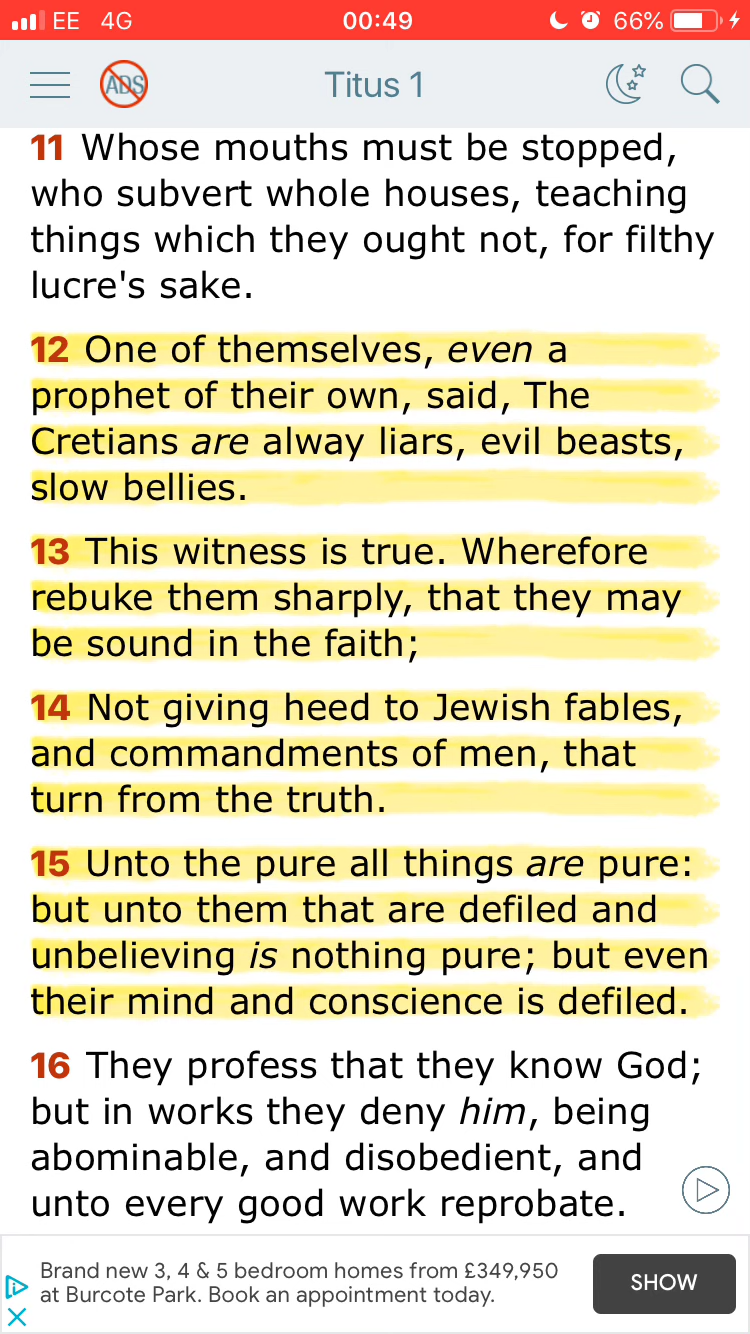 EE 4G 00:49 66%
ADS Titus 1
11 Whose mouths must be stopped,
who subvert whole houses, teaching
things which they ought not, for filthy
lucre's sake.
12 One of themselves, even a
prophet of their own, said, The
Cretians are alway liars, evil beasts,
slow bellies.
13 This witness is true. Wherefore
rebuke them sharply, that they may
be sound in the faith;
14 Not giving heed to Jewish fables,
and commandments of men, that
turn from the truth.
15 Unto the pure all things are pure:
but unto them that are defiled and
unbelieving is nothing pure; but even
their mind and conscience is defiled.
16 They profess that they know God;
but in works they deny him, being
abominable, and disobedient, and
unto every good work reprobate.
Brand new 3, 4 & 5 bedroom homes from £349,950
at Burcote Park. Book an appointment today.
SHOW